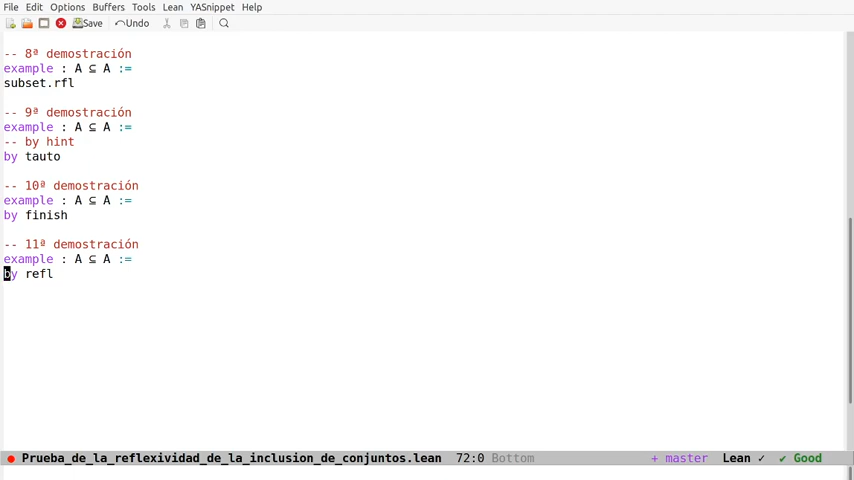 File Edit Options Buffers Tools Lean YASnippet Help
Save Undo
-- 8ª demostración
example : A ⊆ A :=
subset.rfl
-- 9ª demostración
example : A ⊆ A :=
-- by hint
by tauto
-- 10ª demostración
example : A ⊆ A :=
by finish
-- 11ª demostración
example : A ⊆ A :=
by refl
Prueba_de_la_reflexividad_de_la_inclusion_de_conjuntos.lean 72:0 Bottom + master Lean ✓ ✔ Good